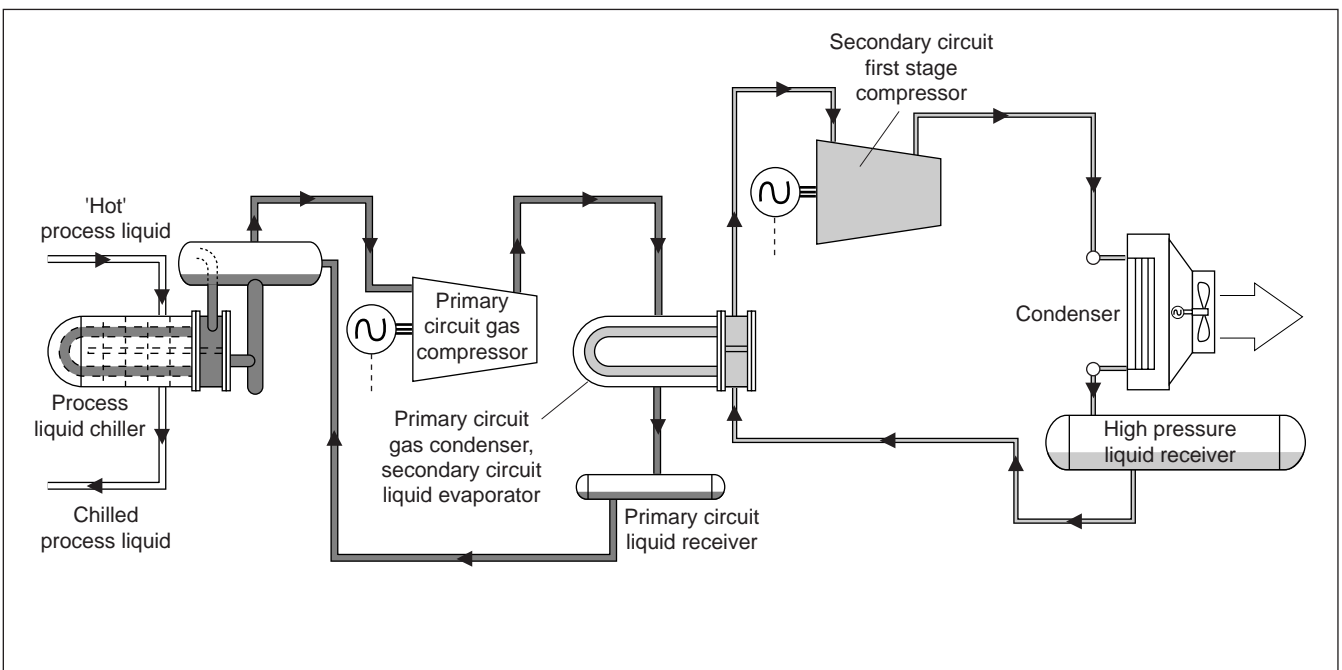 Secondary circuit
first stage
compressor
'Hot'
process liquid
Primary
circuit gas
compressor
Condenser
Process
liquid chiller
Primary circuit
gas condenser,
secondary circuit
liquid evaporator
High pressure
liquid receiver
Chilled
process liquid
Primary circuit
liquid receiver